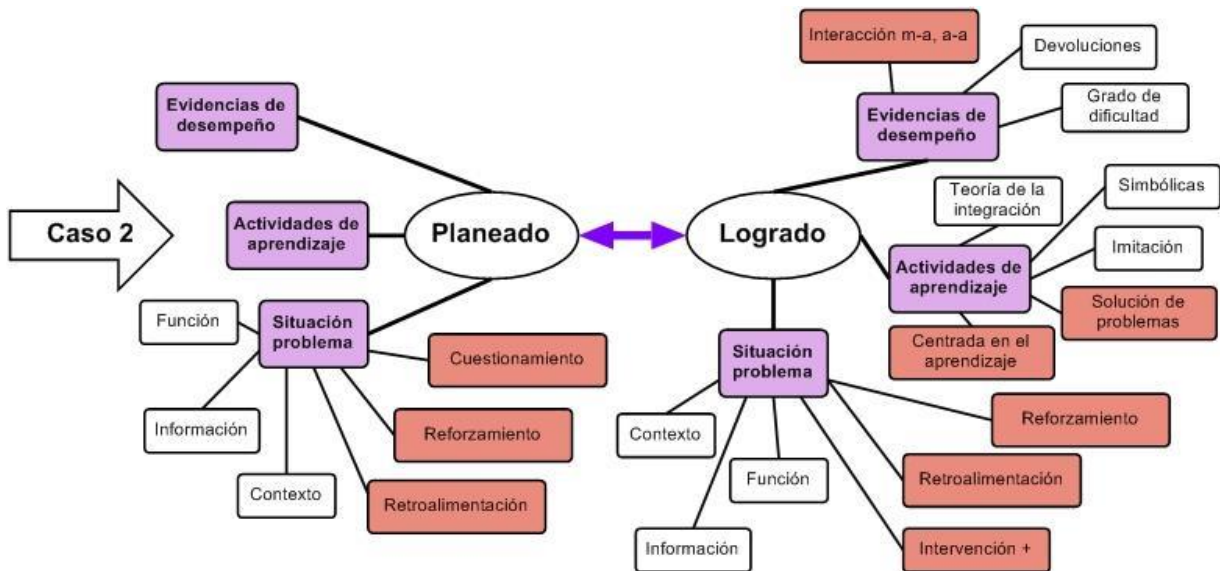 Caso 2
Planeado
Evidencias de
desempeño
Actividades de
aprendizaje
Situación
problema
Función
Información
Contexto
Cuestionamiento
Reforzamiento
Retroalimentación
Logrado
Evidencias de
desempeño
Interacción m-a, a-a
Devoluciones
Grado de
dificultad
Actividades de
aprendizaje
Teoría de la
integración
Simbólicas
Imitación
Solución de
problemas
Centrada en el
aprendizaje
Situación
problema
Contexto
Información
Función
Reforzamiento
Retroalimentación
Intervención +